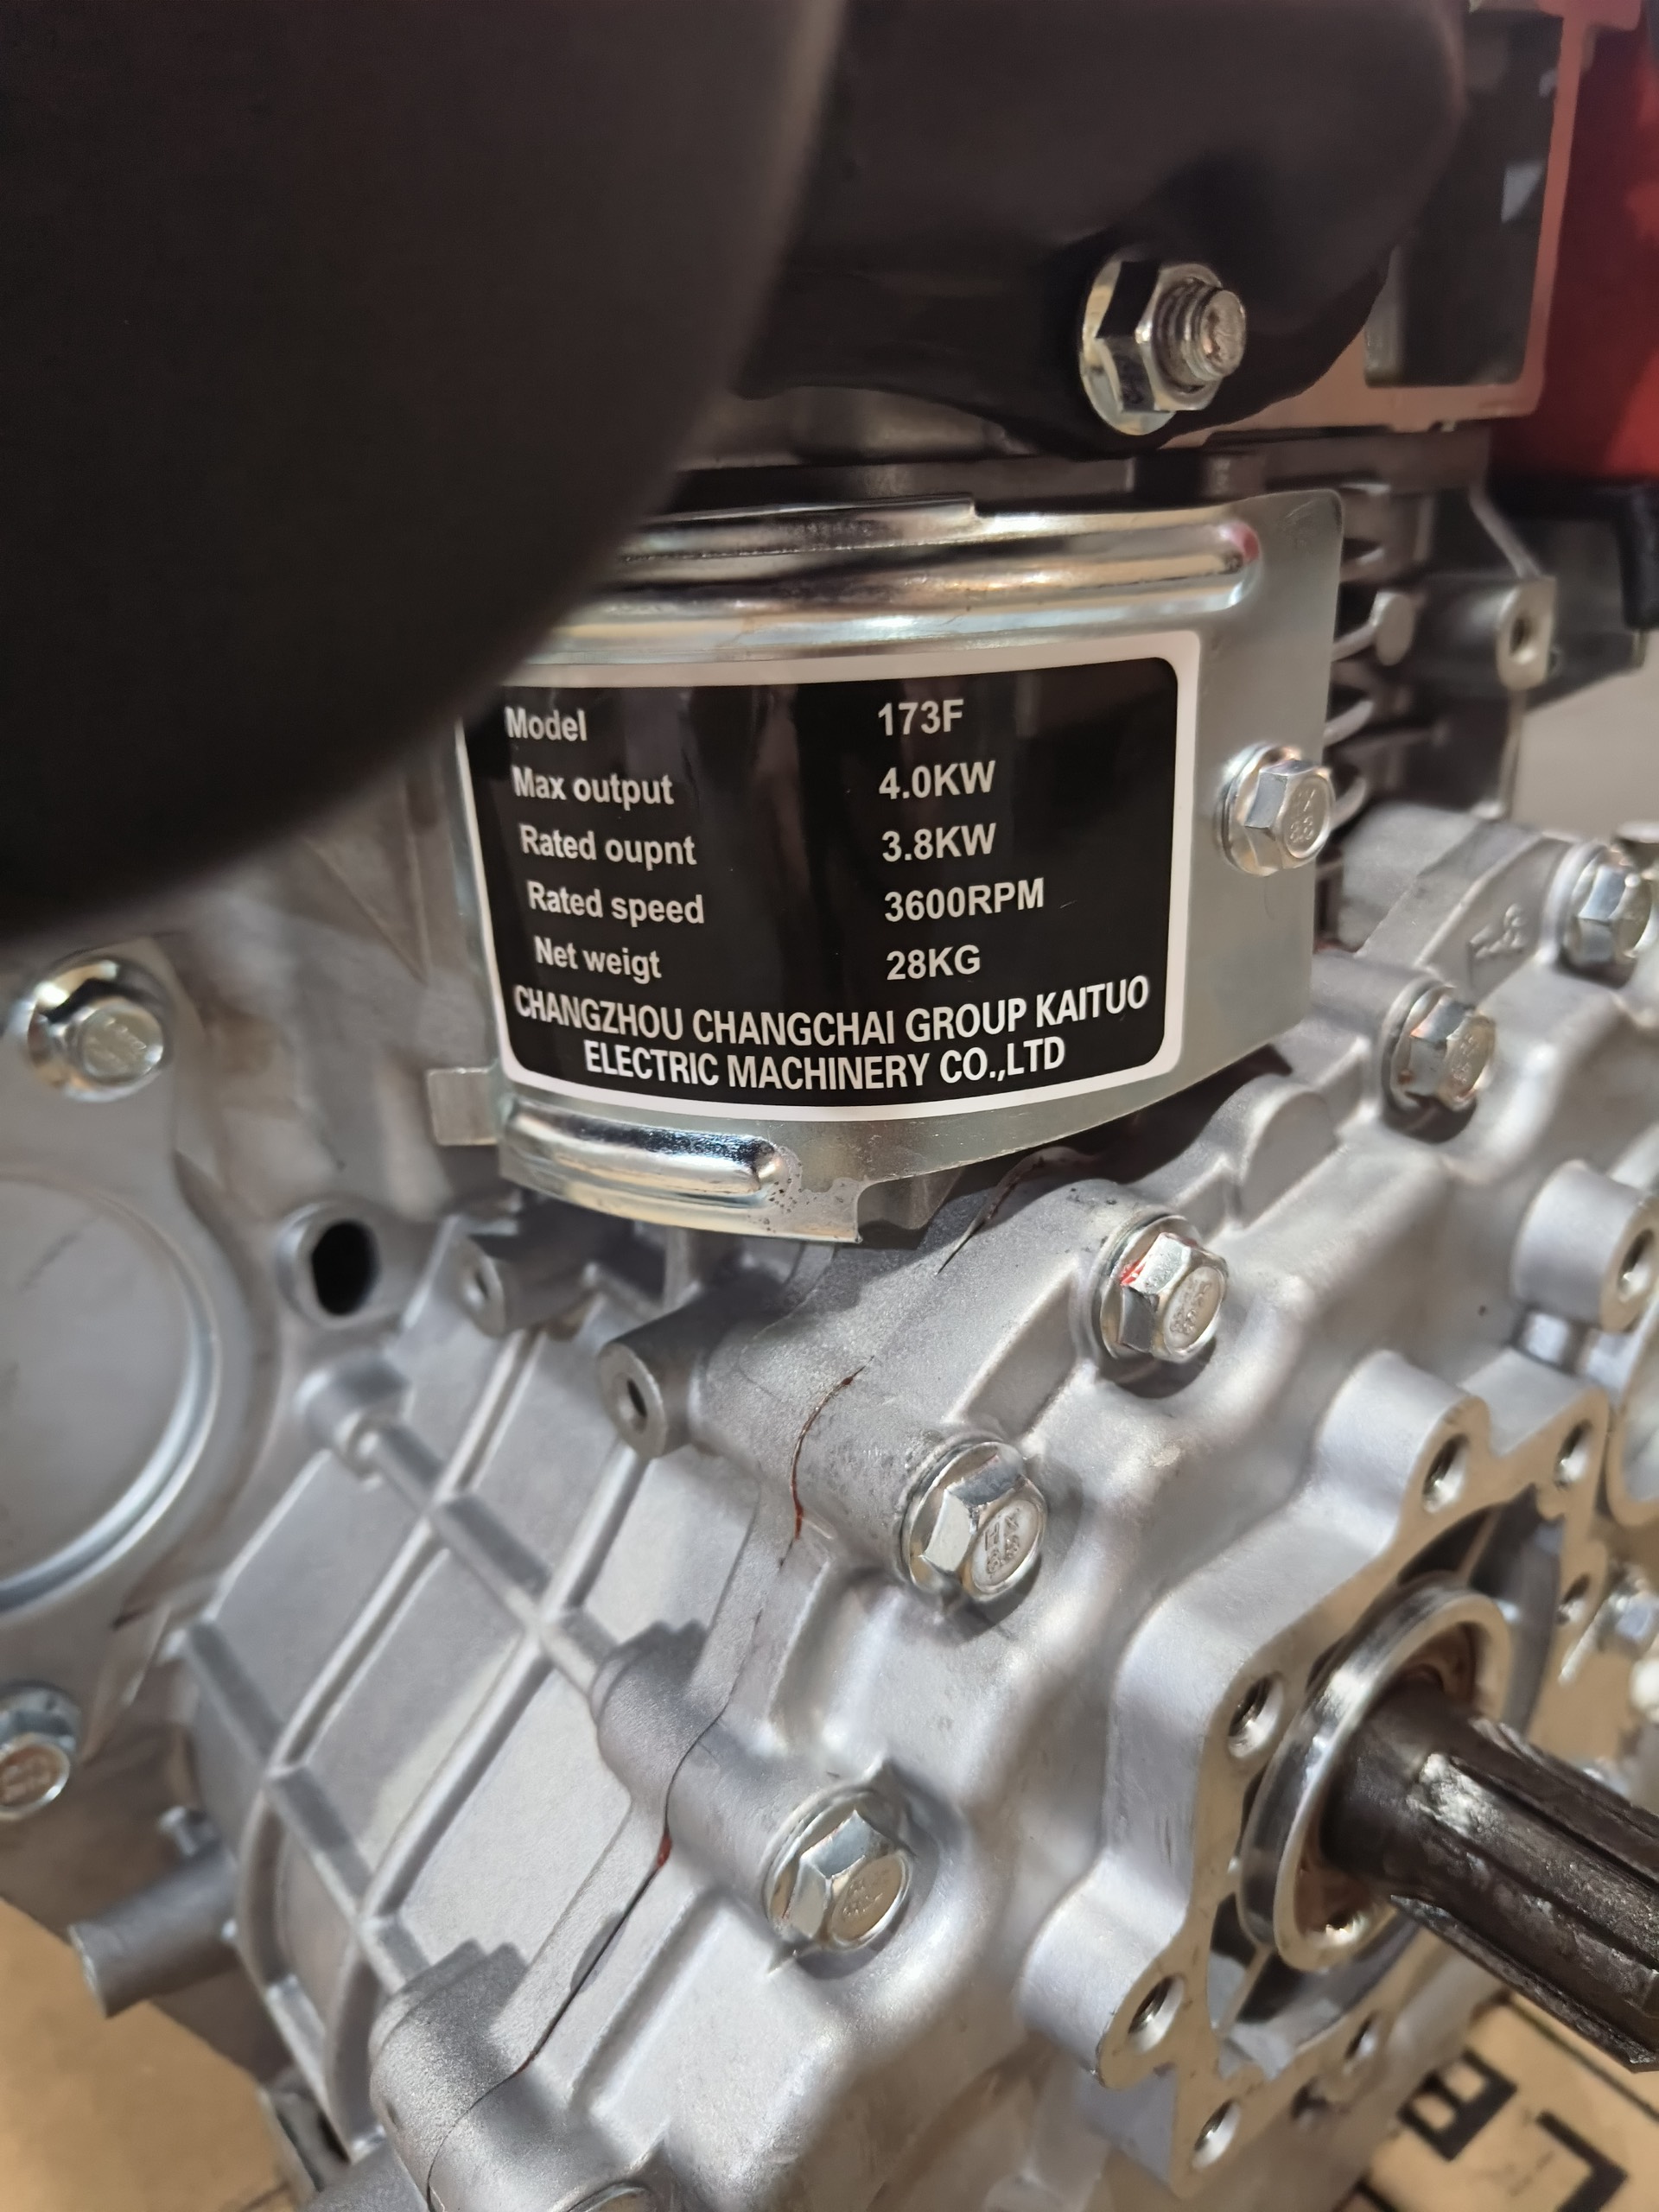 Model 173F
Max output 4.0KW
Rated oupnt 3.8KW
Rated speed 3600RPM
Net weigt 28KG
CHANGZHOU CHANGCHAI GROUP KAITUO
ELECTRIC MACHINERY CO.,LTD